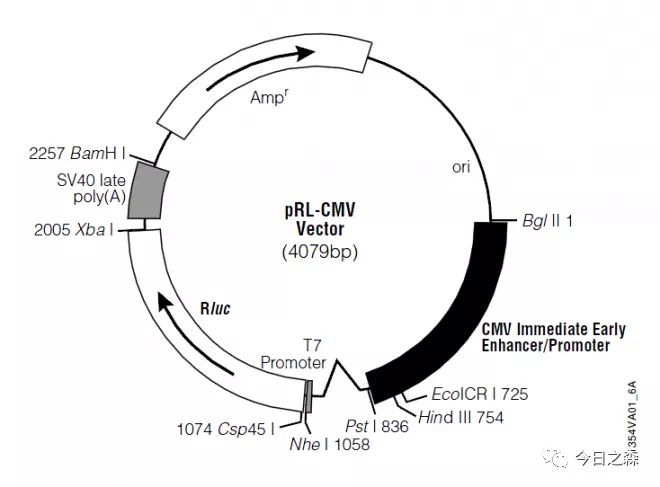 Ampʳ
2257 BamH I
SV40 late
poly(A)
2005 Xba I
ori
pRL-CMV
Vector
(4079bp)
Bgl II 1
Rluc
T7
Promoter
CMV Immediate Early
Enhancer/Promoter
EcoICR I 725
Hind III 754
Pst I 836
1074 Csp45 I
Nhe I 1058
354VA01_6A
今日之森